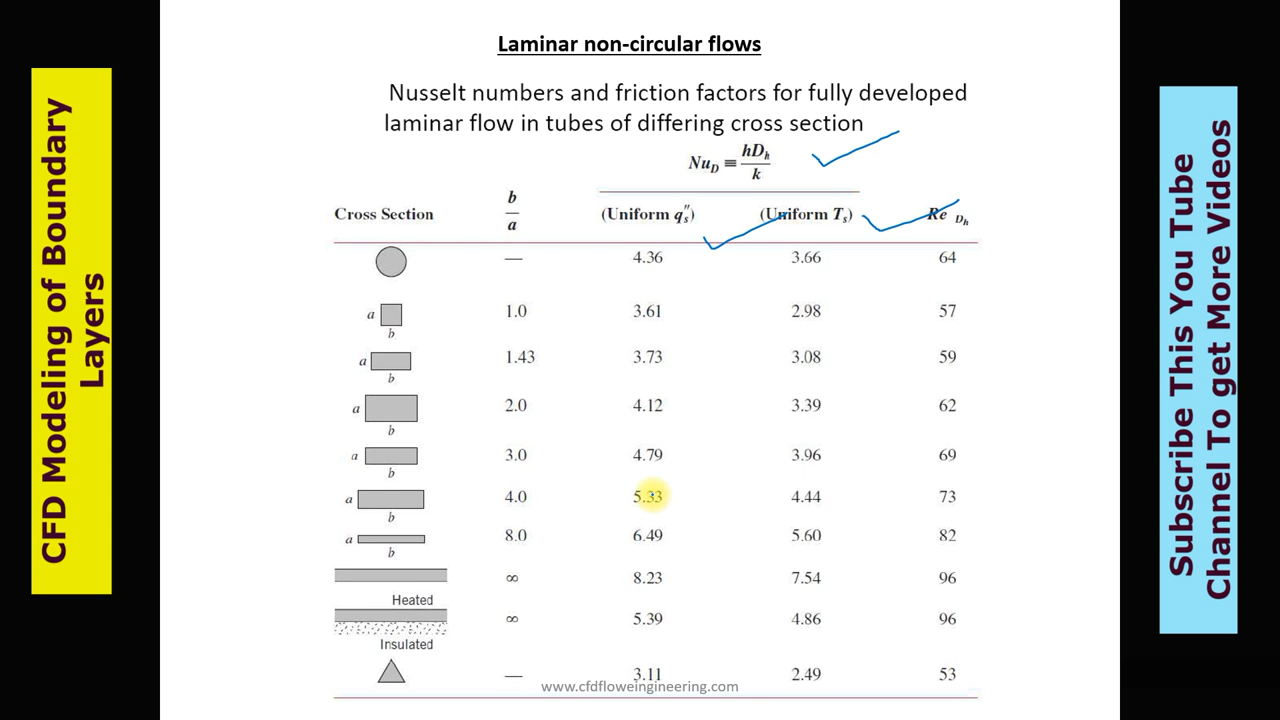 CFD Modeling of Boundary
Layers
Laminar non-circular flows
Nusselt numbers and friction factors for fully developed
laminar flow in tubes of differing cross section
Nu_D ≡ hD_h / k
Cross Section b/a (Uniform q″_s) (Uniform T_s) Re_{D_h}
— 4.36 3.66 64
a b 1.0 3.61 2.98 57
a b 1.43 3.73 3.08 59
a b 2.0 4.12 3.39 62
a b 3.0 4.79 3.96 69
a b 4.0 5.33 4.44 73
a b 8.0 6.49 5.60 82
∞ 8.23 7.54 96
Heated
∞ 5.39 4.86 96
Insulated
— 3.11 2.49 53
www.cfdfloweingineering.com
Subscribe This You Tube
Channel To get More Videos